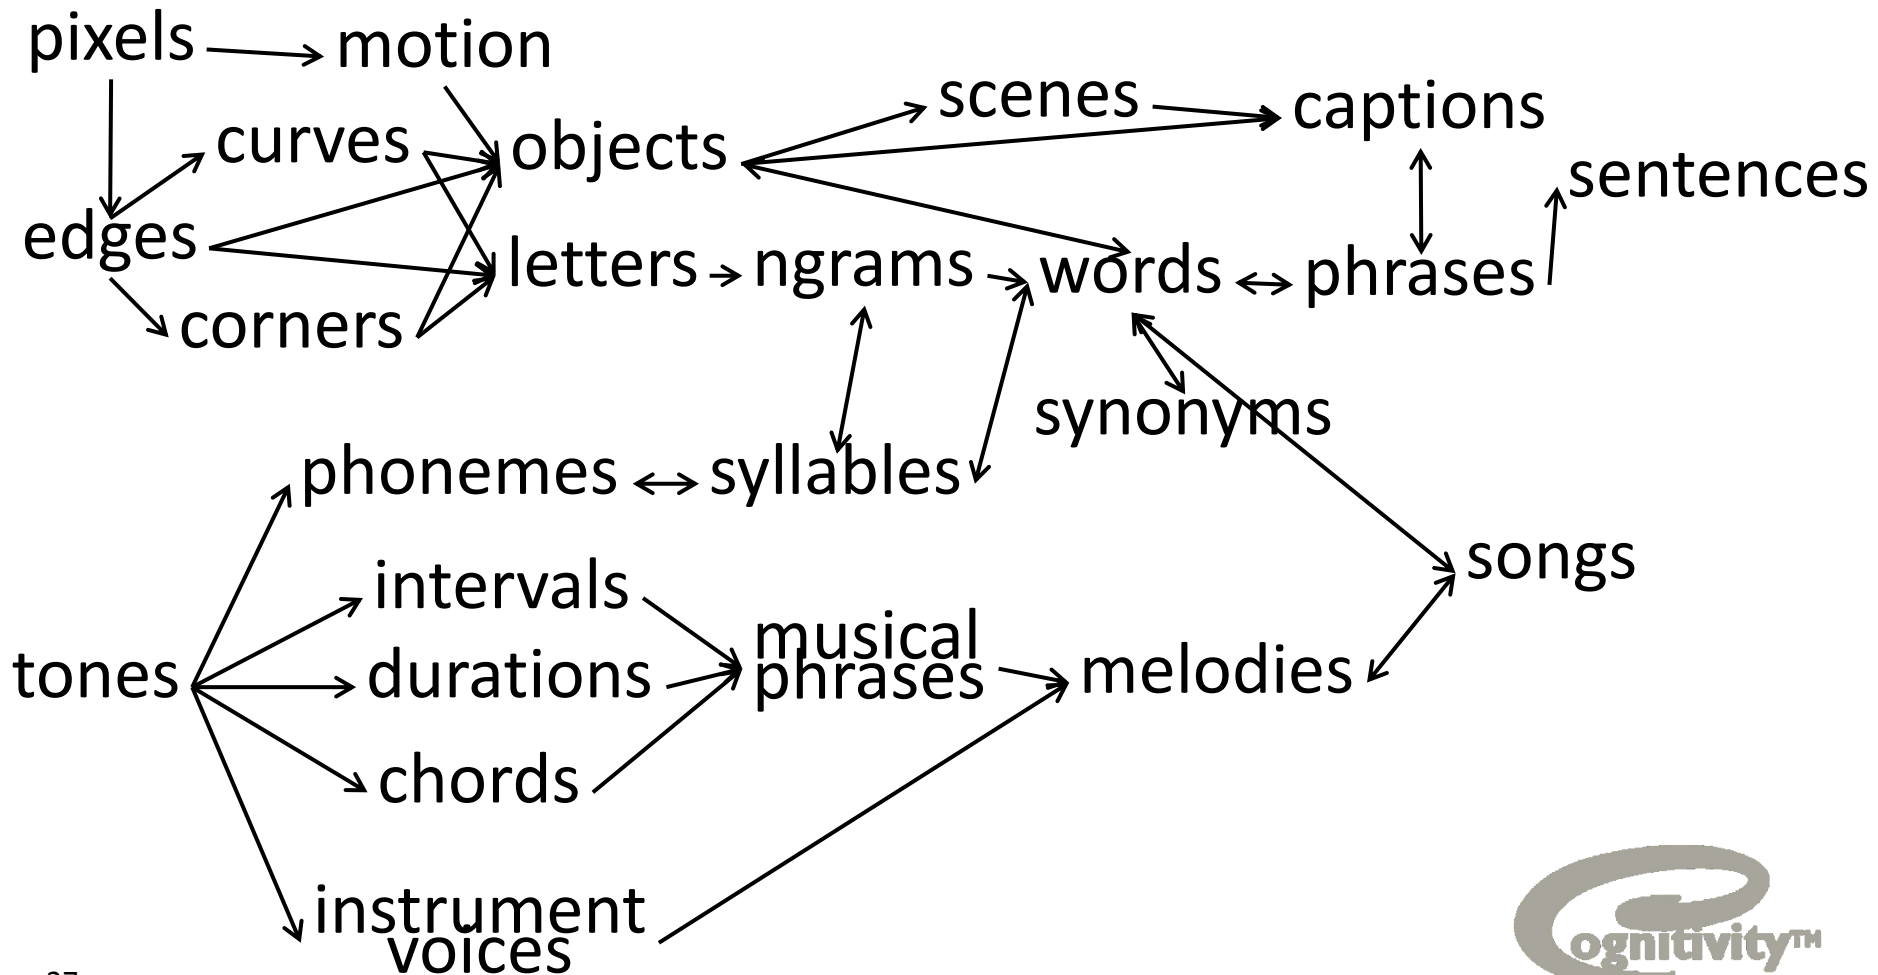 pixels
motion
scenes
captions
curves
objects
sentences
edges
letters
ngrams
words
phrases
corners
synonyms
phonemes
syllables
songs
intervals
musical
phrases
tones
durations
melodies
chords
instrument
voices
ognitivity™